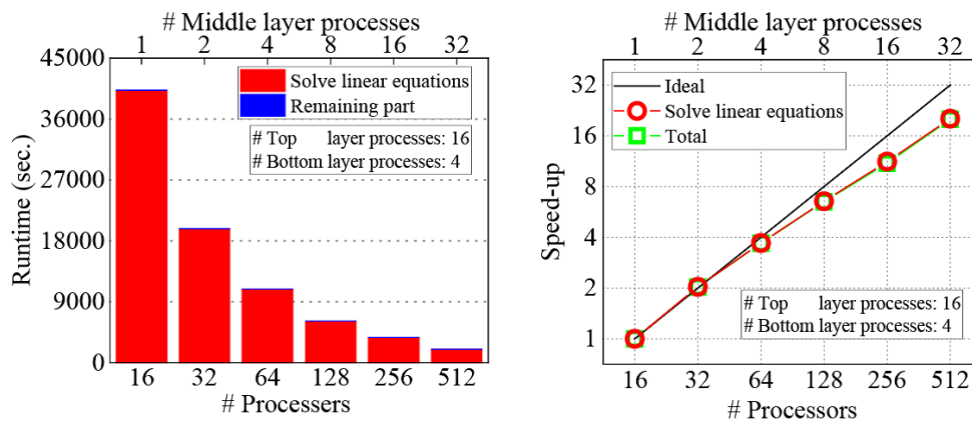 # Middle layer processes
1 2 4 8 16 32
45000
36000
27000
18000
9000
0
Runtime (sec.)
Solve linear equations
Remaining part
# Top layer processes: 16
# Bottom layer processes: 4
16 32 64 128 256 512
# Processers
# Middle layer processes
1 2 4 8 16 32
32
16
8
4
2
1
Speed-up
Ideal
Solve linear equations
Total
# Top layer processes: 16
# Bottom layer processes: 4
16 32 64 128 256 512
# Processors